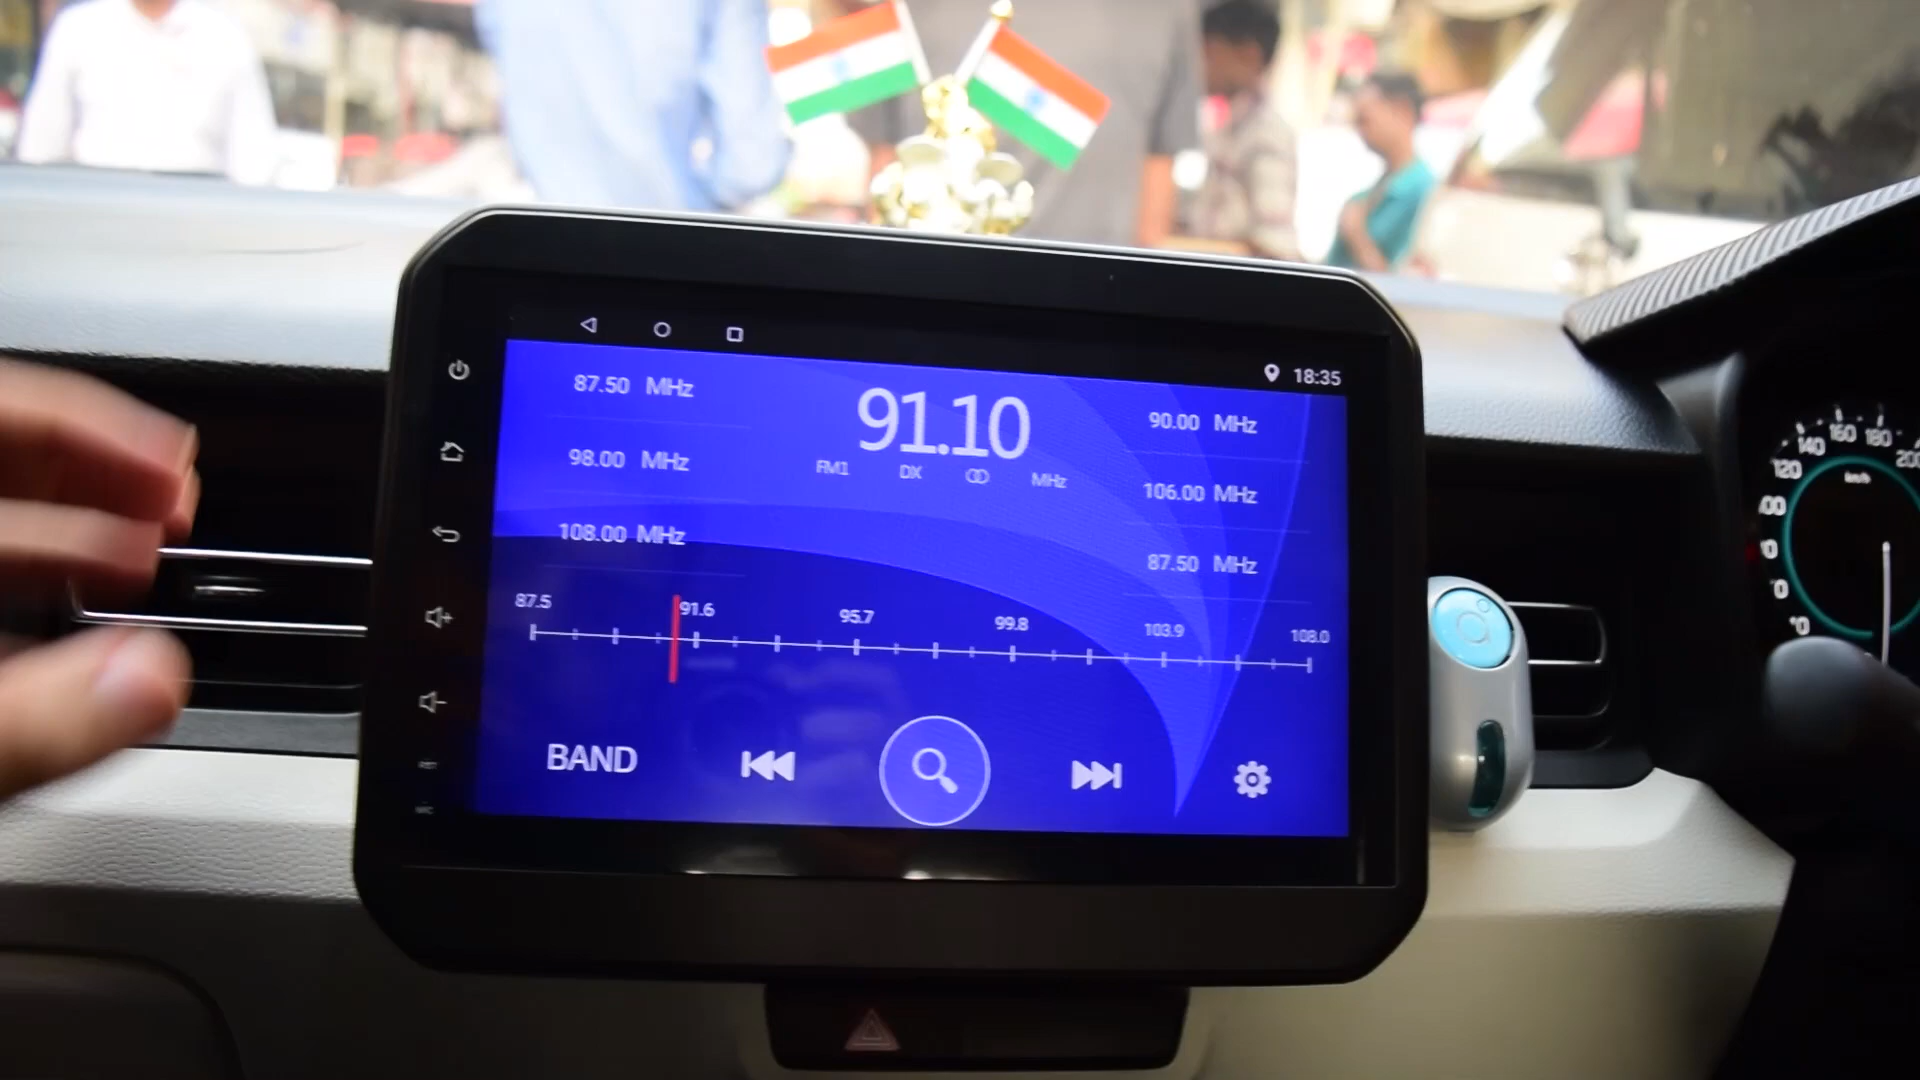 18:35
87.50 MHz
91.10
90.00 MHz
FM1 DX MHz
98.00 MHz
106.00 MHz
108.00 MHz
87.50 MHz
87.5 91.6 95.7 99.8 103.9 108.0
BAND
120 140 160 180 200
km/h